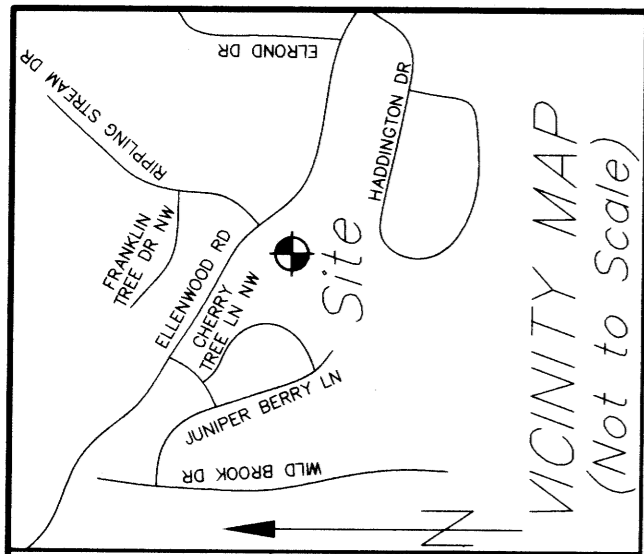 ELROND DR
RIPPLING STREAM DR
HADDINGTON DR
FRANKLIN
TREE DR NW
ELLENWOOD RD
CHERRY
TREE LN NW
Site
JUNIPER BERRY LN
WILD BROOK DR
N
VICINITY MAP
(Not to Scale)